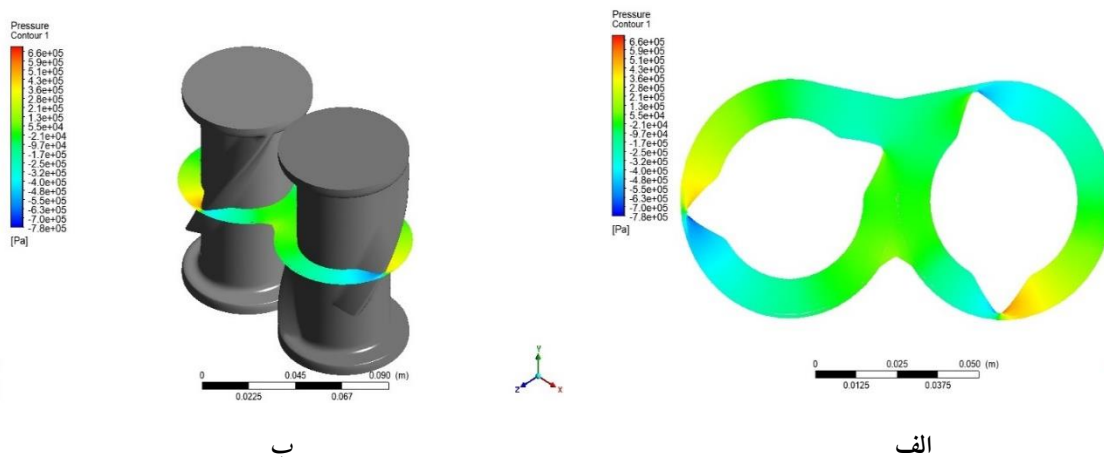 Pressure
Contour 1
6.6e+05
5.9e+05
5.1e+05
4.3e+05
3.6e+05
2.8e+05
2.1e+05
1.3e+05
5.5e+04
-2.1e+04
-9.7e+04
-1.7e+05
-2.5e+05
-3.2e+05
-4.0e+05
-4.8e+05
-5.5e+05
-6.3e+05
-7.0e+05
-7.8e+05
[Pa]
0 0.045 0.090 (m)
0.0225 0.067
Y
Z X
ب
Pressure
Contour 1
6.6e+05
5.9e+05
5.1e+05
4.3e+05
3.6e+05
2.8e+05
2.1e+05
1.3e+05
5.5e+04
-2.1e+04
-9.7e+04
-1.7e+05
-2.5e+05
-3.2e+05
-4.0e+05
-4.8e+05
-5.5e+05
-6.3e+05
-7.0e+05
-7.8e+05
[Pa]
0 0.025 0.050 (m)
0.0125 0.0375
الف